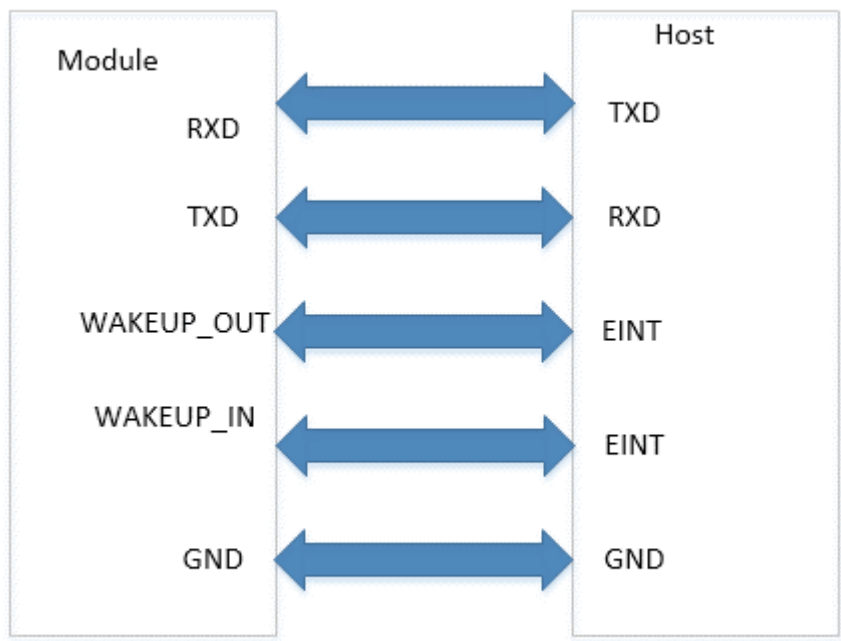 Module
Host
RXD
TXD
TXD
RXD
WAKEUP_OUT
EINT
WAKEUP_IN
EINT
GND
GND